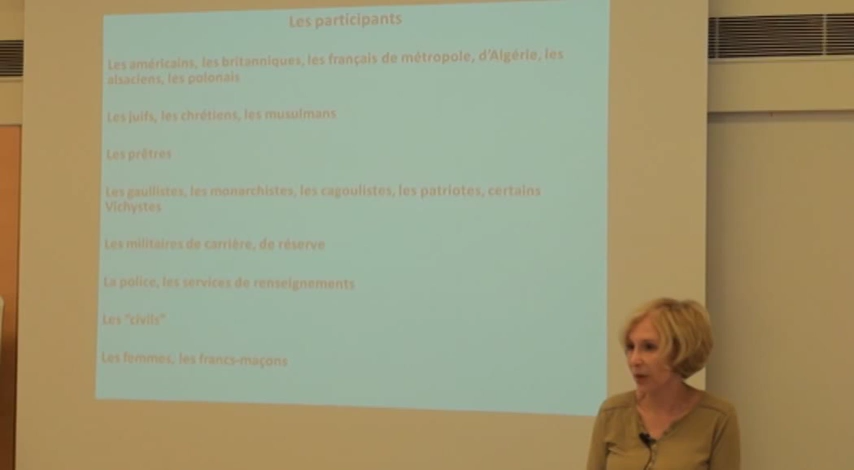 Les participants
Les américains, les britanniques, les français de métropole, d'Algérie, les
alsaciens, les polonais
Les juifs, les chrétiens, les musulmans
Les prêtres
Les gaullistes, les monarchistes, les cagoulistes, les patriotes, certains
Vichystes
Les militaires de carrière, de réserve
La police, les services de renseignements
Les "civils"
Les femmes, les francs-maçons